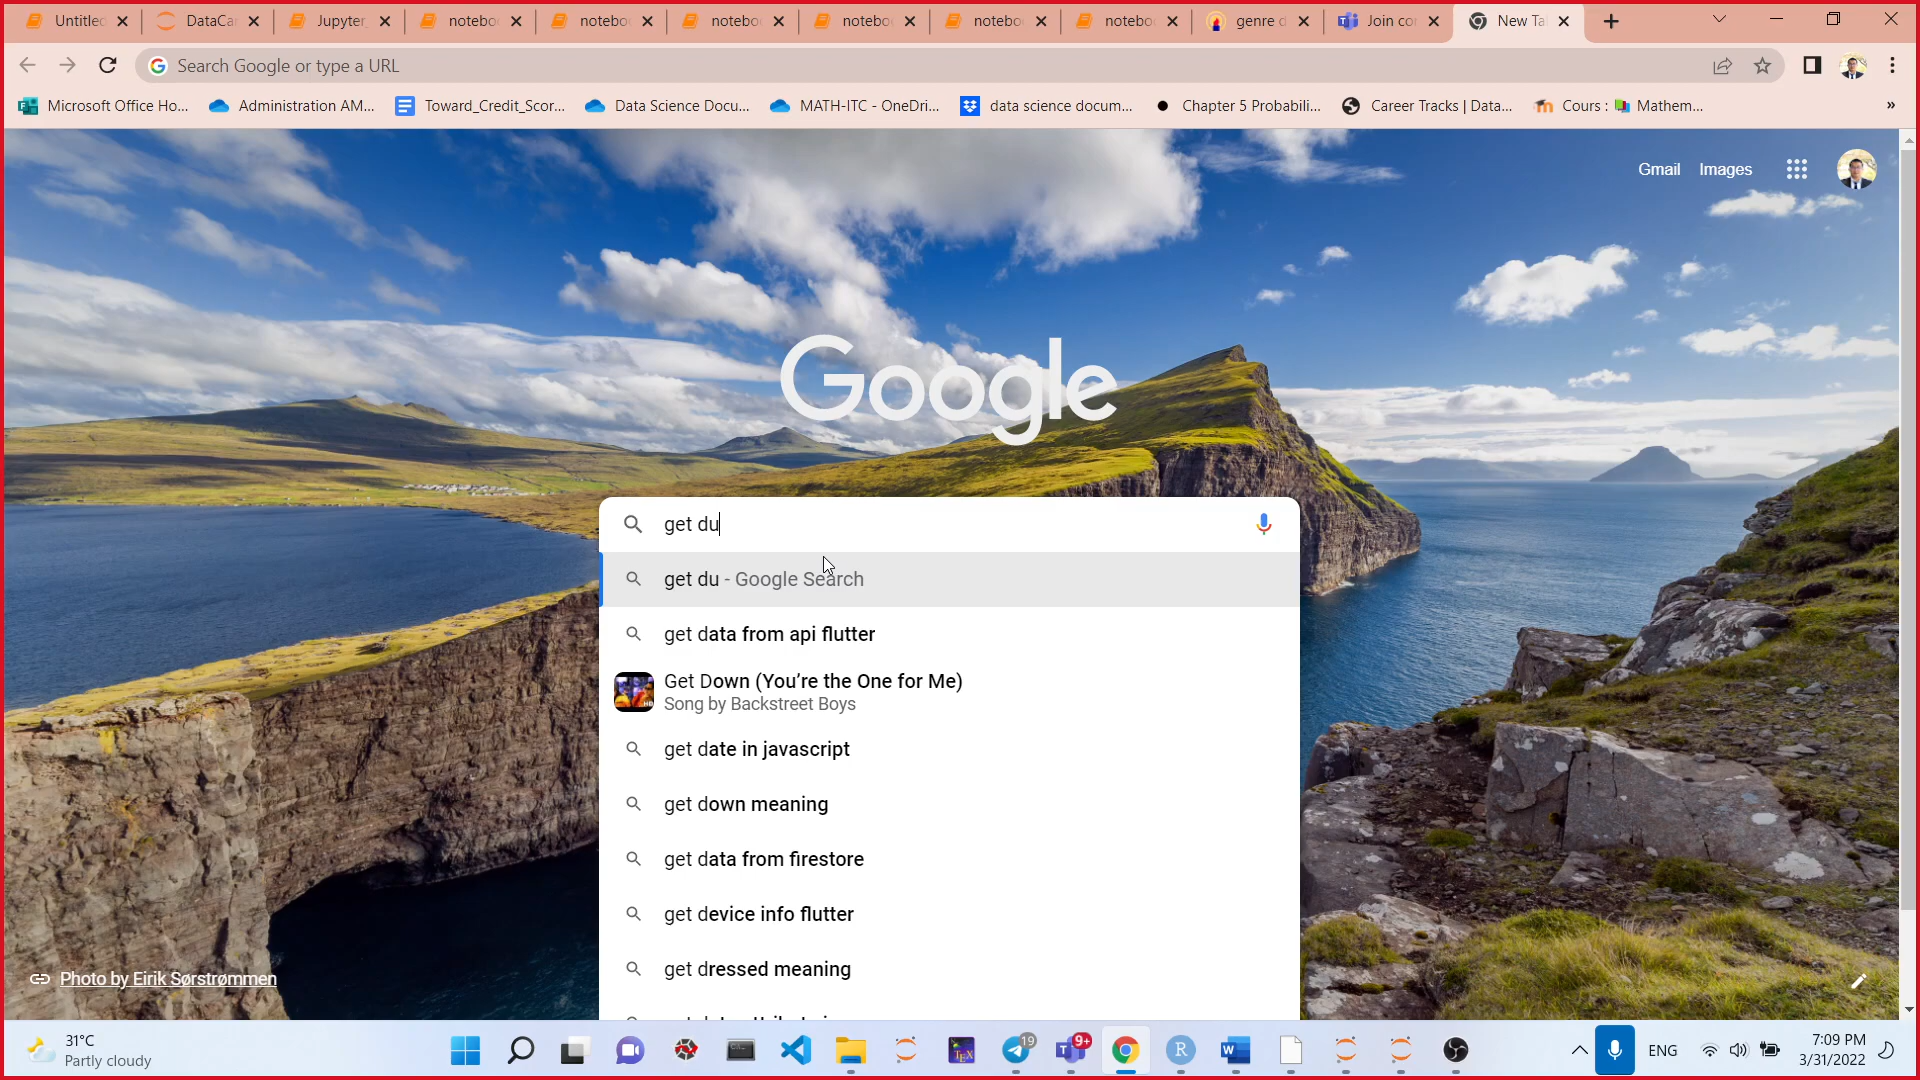 Untitled
DataCa
Jupyter
notebo
notebo
notebo
notebo
notebo
notebo
genre d
Join co
New Ta
Search Google or type a URL
Microsoft Office Ho...
Administration AM...
Toward_Credit_Scor...
Data Science Docu...
MATH-ITC - OneDri...
data science docum...
Chapter 5 Probabili...
Career Tracks | Data...
Cours : Mathem...
»
Gmail
Images
Google
get du
get du - Google Search
get data from api flutter
Get Down (You're the One for Me)
Song by Backstreet Boys
get date in javascript
get down meaning
get data from firestore
get device info flutter
get dressed meaning
Photo by Eirik Sørstrømmen
31°C
Partly cloudy
TEX
19
9+
R
W
ENG
7:09 PM
3/31/2022